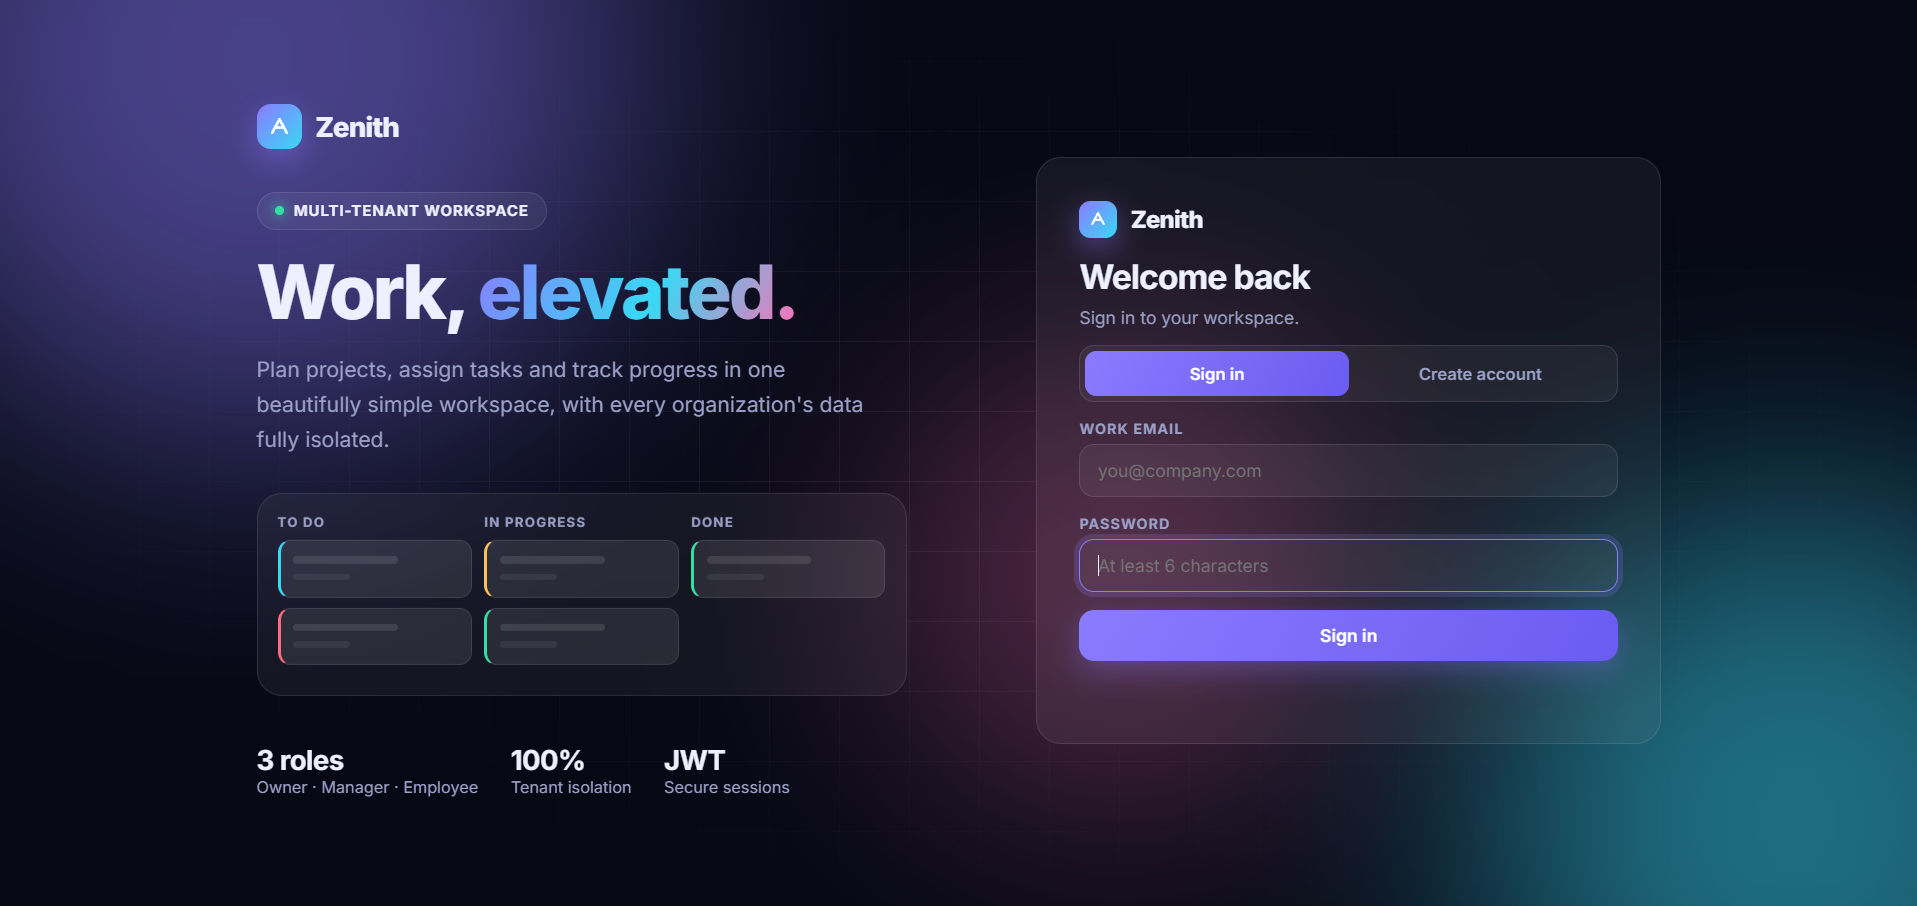 Zenith
MULTI-TENANT WORKSPACE
Work, elevated.
Plan projects, assign tasks and track progress in one
beautifully simple workspace, with every organization's data
fully isolated.
TO DO
IN PROGRESS
DONE
3 roles
Owner · Manager · Employee
100%
Tenant isolation
JWT
Secure sessions
Zenith
Welcome back
Sign in to your workspace.
Sign in
Create account
WORK EMAIL
you@company.com
PASSWORD
At least 6 characters
Sign in